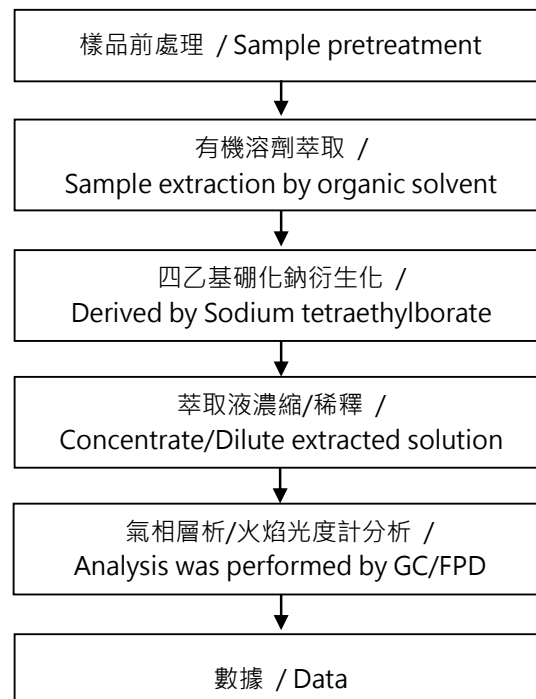 樣品前處理 / Sample pretreatment
有機溶劑萃取 /
Sample extraction by organic solvent
四乙基硼化鈉衍生化 /
Derived by Sodium tetraethylborate
萃取液濃縮/稀釋 /
Concentrate/Dilute extracted solution
氣相層析/火焰光度計分析 /
Analysis was performed by GC/FPD
數據 / Data